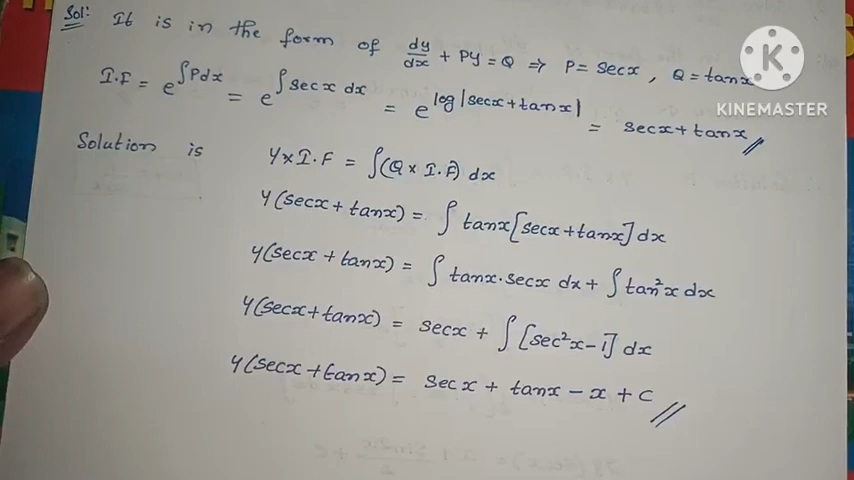 Sol: It is in the form of dy/dx + Py = Q ⇒ P = secx, Q = tanx
K
KINEMASTER
I.F = e^∫Pdx = e^∫secx dx = e^log|secx+tanx| = secx+tanx //
Solution is y×I.F = ∫(Q× I.F) dx
y(secx+tanx) = ∫ tanx[secx+tanx]dx
y(secx + tanx) = ∫ tanx·secx dx + ∫ tan²x dx
y(secx+tanx) = secx + ∫ [sec²x-1] dx
y(secx+tanx) = secx + tanx - x + c //